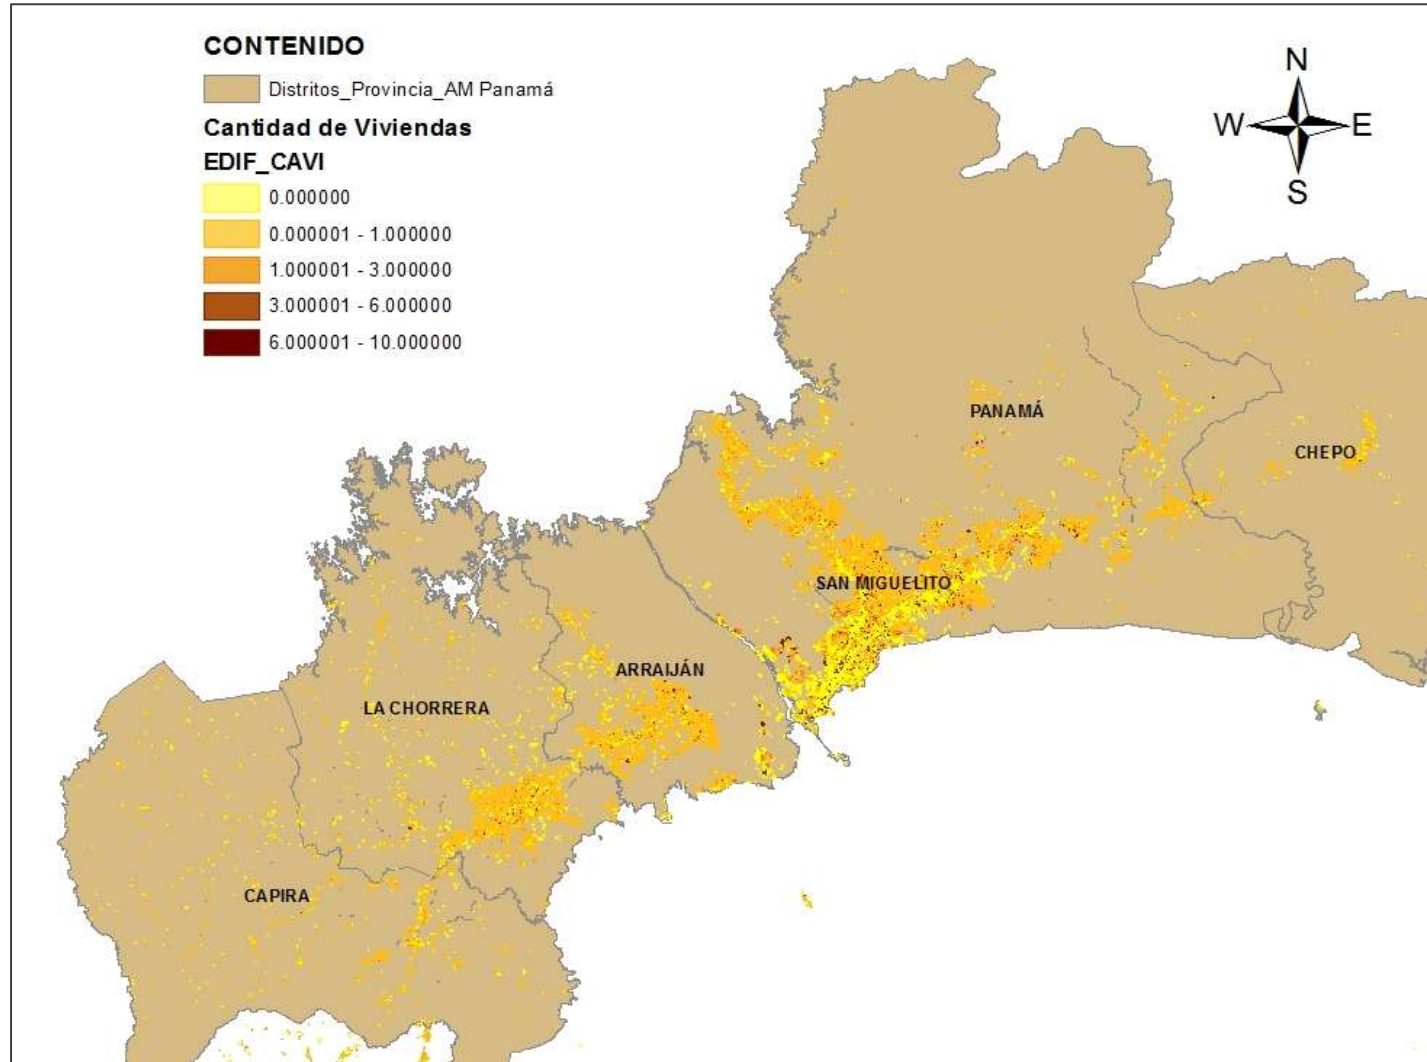 CONTENIDO
Distritos_Provincia_AM Panamá
Cantidad de Viviendas
EDIF_CAVI
0.000000
0.000001 - 1.000000
1.000001 - 3.000000
3.000001 - 6.000000
6.000001 - 10.000000
N
W E
S
PANAMÁ
CHEPO
SAN MIGUELITO
ARRAIJÁN
LA CHORRERA
CAPIRA